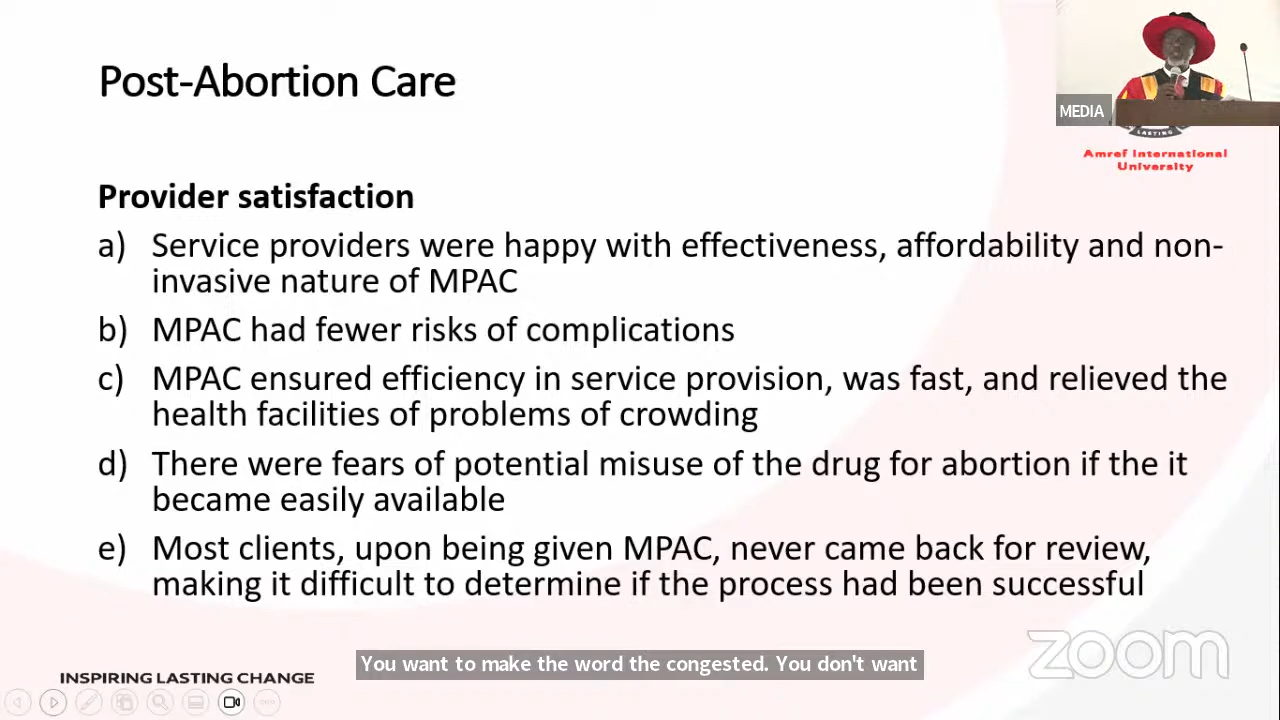 Post-Abortion Care
MEDIA
LASTING
Amref International
University
Provider satisfaction
a) Service providers were happy with effectiveness, affordability and non-
invasive nature of MPAC
b) MPAC had fewer risks of complications
c) MPAC ensured efficiency in service provision, was fast, and relieved the
health facilities of problems of crowding
d) There were fears of potential misuse of the drug for abortion if the it
became easily available
e) Most clients, upon being given MPAC, never came back for review,
making it difficult to determine if the process had been successful
zoom
You want to make the word the congested. You don't want
INSPIRING LASTING CHANGE